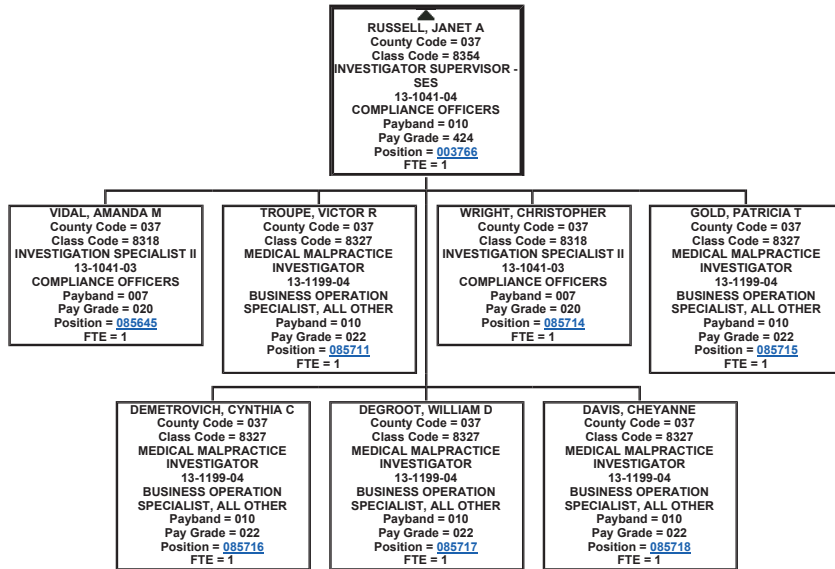 RUSSELL, JANET A
County Code = 037
Class Code = 8354
INVESTIGATOR SUPERVISOR -
SES
13-1041-04
COMPLIANCE OFFICERS
Payband = 010
Pay Grade = 424
Position = 003766
FTE = 1
VIDAL, AMANDA M
County Code = 037
Class Code = 8318
INVESTIGATION SPECIALIST II
13-1041-03
COMPLIANCE OFFICERS
Payband = 007
Pay Grade = 020
Position = 085645
FTE = 1
TROUPE, VICTOR R
County Code = 037
Class Code = 8327
MEDICAL MALPRACTICE
INVESTIGATOR
13-1199-04
BUSINESS OPERATION
SPECIALIST, ALL OTHER
Payband = 010
Pay Grade = 022
Position = 085711
FTE = 1
WRIGHT, CHRISTOPHER
County Code = 037
Class Code = 8318
INVESTIGATION SPECIALIST II
13-1041-03
COMPLIANCE OFFICERS
Payband = 007
Pay Grade = 020
Position = 085714
FTE = 1
GOLD, PATRICIA T
County Code = 037
Class Code = 8327
MEDICAL MALPRACTICE
INVESTIGATOR
13-1199-04
BUSINESS OPERATION
SPECIALIST, ALL OTHER
Payband = 010
Pay Grade = 022
Position = 085715
FTE = 1
DEMETROVICH, CYNTHIA C
County Code = 037
Class Code = 8327
MEDICAL MALPRACTICE
INVESTIGATOR
13-1199-04
BUSINESS OPERATION
SPECIALIST, ALL OTHER
Payband = 010
Pay Grade = 022
Position = 085716
FTE = 1
DEGROOT, WILLIAM D
County Code = 037
Class Code = 8327
MEDICAL MALPRACTICE
INVESTIGATOR
13-1199-04
BUSINESS OPERATION
SPECIALIST, ALL OTHER
Payband = 010
Pay Grade = 022
Position = 085717
FTE = 1
DAVIS, CHEYANNE
County Code = 037
Class Code = 8327
MEDICAL MALPRACTICE
INVESTIGATOR
13-1199-04
BUSINESS OPERATION
SPECIALIST, ALL OTHER
Payband = 010
Pay Grade = 022
Position = 085718
FTE = 1